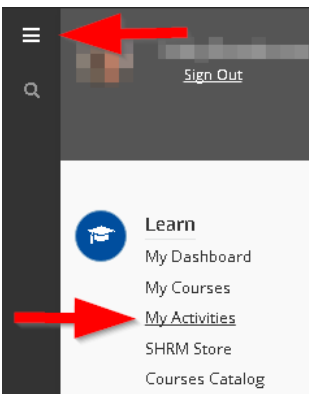 Sign Out
Learn
My Dashboard
My Courses
My Activities
SHRM Store
Courses Catalog